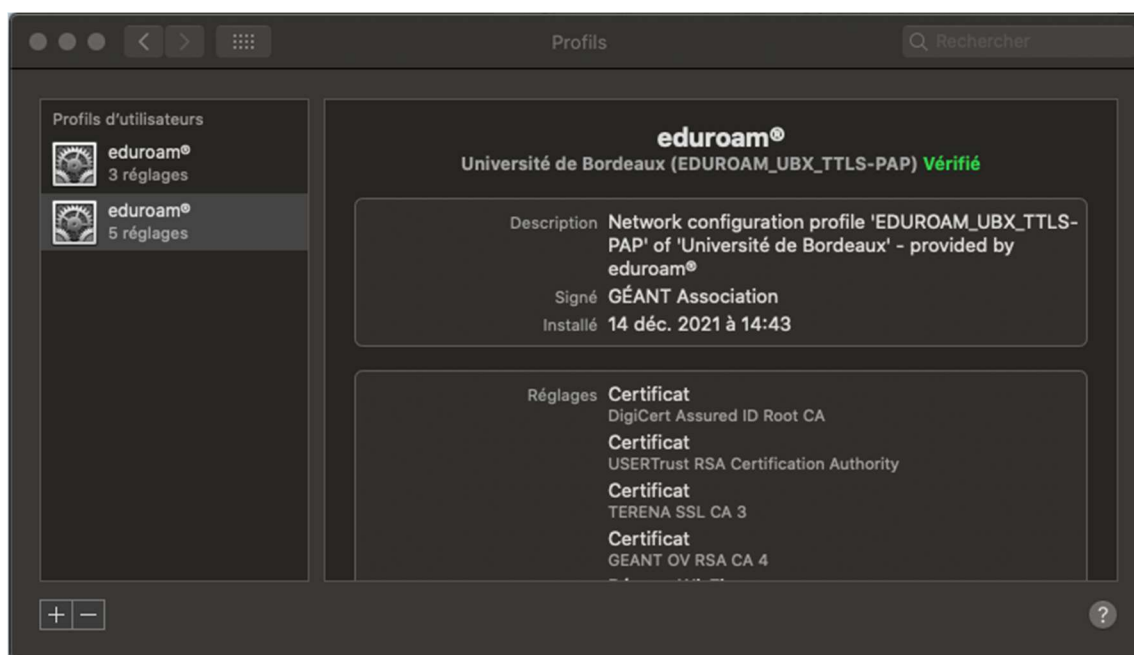 Profils
Rechercher
Profils d'utilisateurs
eduroam®
3 réglages
eduroam®
5 réglages
eduroam®
Université de Bordeaux (EDUROAM_UBX_TTLS-PAP) Vérifié
Description Network configuration profile 'EDUROAM_UBX_TTLS-
PAP' of 'Université de Bordeaux' - provided by
eduroam®
Signé GÉANT Association
Installé 14 déc. 2021 à 14:43
Réglages Certificat
DigiCert Assured ID Root CA
Certificat
USERTrust RSA Certification Authority
Certificat
TERENA SSL CA 3
Certificat
GEANT OV RSA CA 4